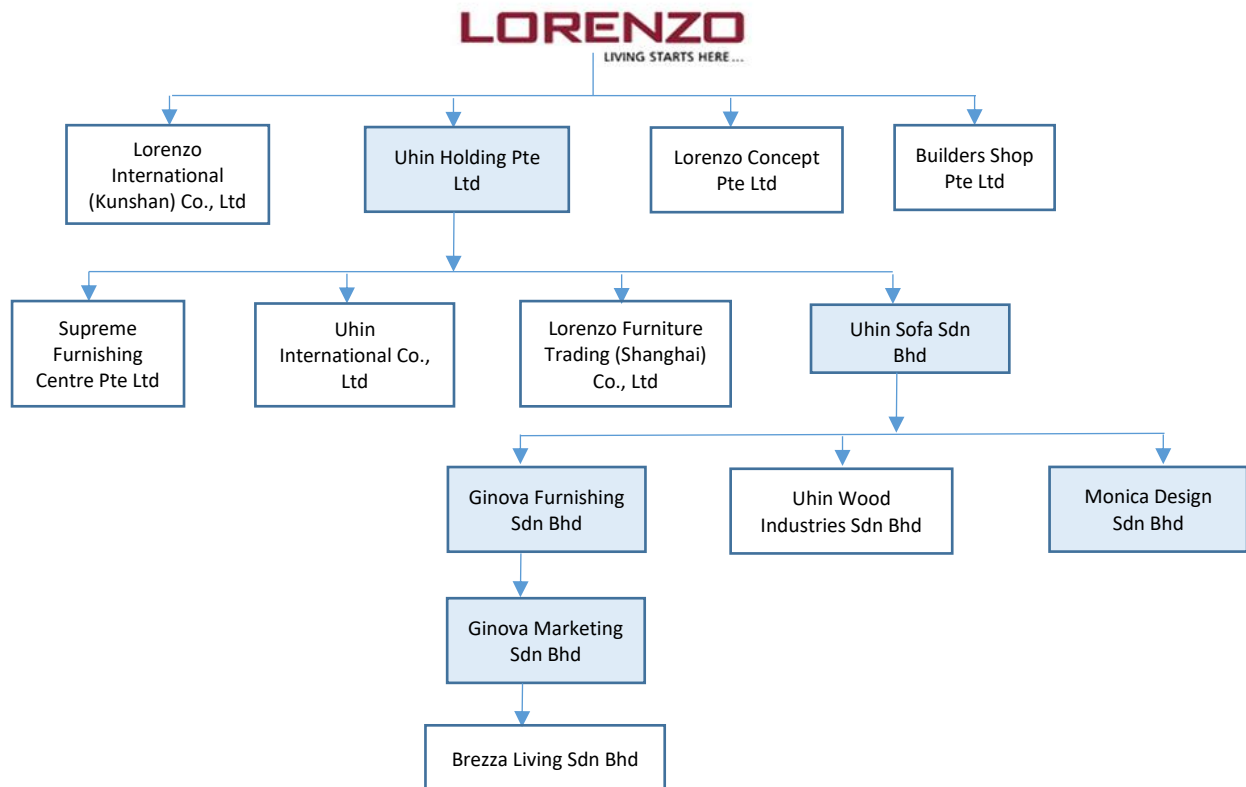 LORENZO
LIVING STARTS HERE...
Lorenzo
International
(Kunshan) Co., Ltd
Uhin Holding Pte
Ltd
Lorenzo Concept
Pte Ltd
Builders Shop
Pte Ltd
Supreme
Furnishing
Centre Pte Ltd
Uhin
International Co.,
Ltd
Lorenzo Furniture
Trading (Shanghai)
Co., Ltd
Uhin Sofa Sdn
Bhd
Ginova Furnishing
Sdn Bhd
Uhin Wood
Industries Sdn Bhd
Monica Design
Sdn Bhd
Ginova Marketing
Sdn Bhd
Brezza Living Sdn Bhd